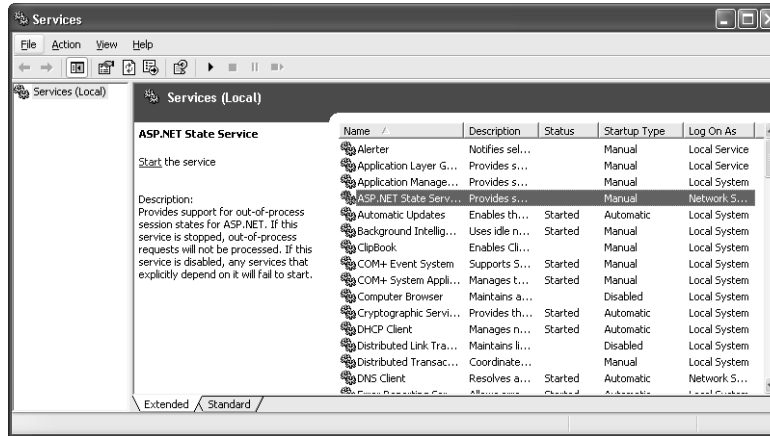 Services
File Action View Help
Services (Local)
Services (Local)
ASP.NET State Service
Start the service
Description:
Provides support for out-of-process
session states for ASP.NET. If this
service is stopped, out-of-process
requests will not be processed. If this
service is disabled, any services that
explicitly depend on it will fail to start.
Name Description Status Startup Type Log On As
Alerter Notifies sel... Manual Local Service
Application Layer G... Provides s... Manual Local Service
Application Manage... Provides s... Manual Local System
ASP.NET State Serv... Provides s... Manual Network S...
Automatic Updates Enables th... Started Automatic Local System
Background Intellig... Uses idle n... Started Manual Local System
ClipBook Enables Cli... Manual Local System
COM+ Event System Supports S... Started Manual Local System
COM+ System Appli... Manages t... Started Manual Local System
Computer Browser Maintains a... Disabled Local System
Cryptographic Servi... Provides th... Started Automatic Local System
DHCP Client Manages n... Started Automatic Local System
Distributed Link Tra... Maintains li... Disabled Local System
Distributed Transac... Coordinate... Manual Local System
DNS Client Resolves a... Started Automatic Network S...
Extended Standard